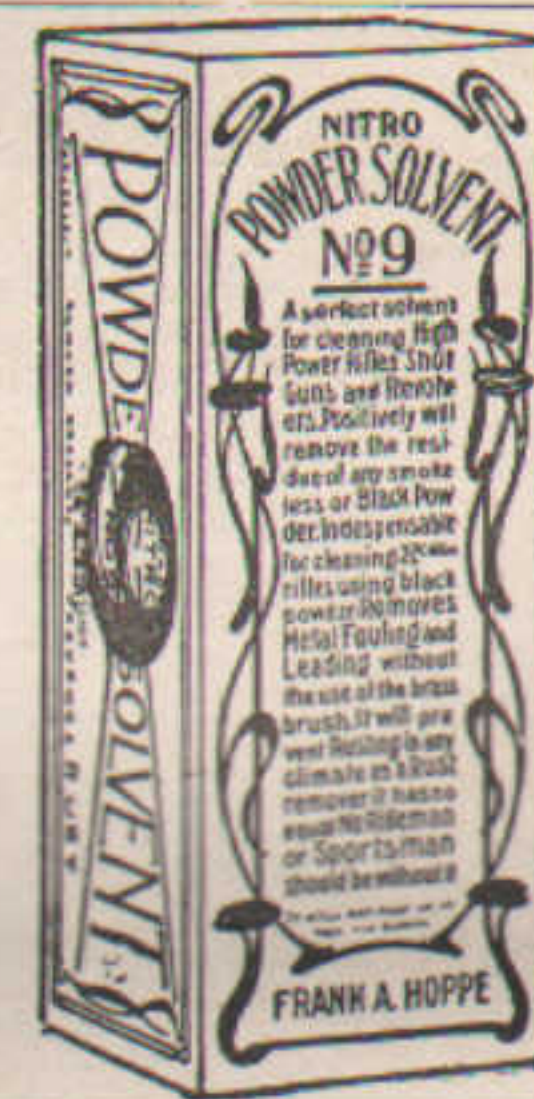 POWDER SOLVENT
NITRO
POWDER SOLVENT
No 9
A perfect solvent
for cleaning High
Power Rifles Shot
Guns and Revolv
ers. Positively will
remove the resi-
due of any smoke
less or Black Pow
der. Indespensable
for cleaning 22
rifles using black
powder. Removes
Metal Fouling and
Leading without
the use of the brass
brush. It will pre
vent Rusting in any
climate as a RUST
remover it has no
equal No Rifleman
or Sportsman
should be without it
FRANK A. HOPPE